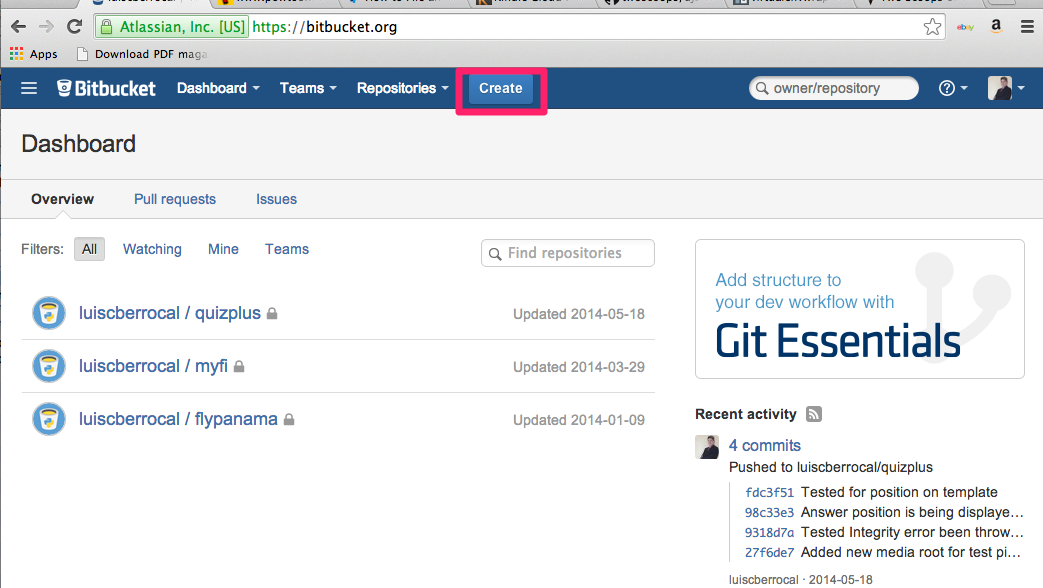 Atlassian, Inc. [US] https://bitbucket.org
ebay
a
Apps Download PDF maga
Bitbucket Dashboard Teams Repositories Create owner/repository
Dashboard
Overview Pull requests Issues
Filters: All Watching Mine Teams Find repositories
luiscberrocal / quizplus Updated 2014-05-18
luiscberrocal / myfi Updated 2014-03-29
luiscberrocal / flypanama Updated 2014-01-09
Add structure to
your dev workflow with
Git Essentials
Recent activity
4 commits
Pushed to luiscberrocal/quizplus
fdc3f51 Tested for position on template
98c33e3 Answer position is being displaye…
9318d7a Tested Integrity error been throw…
27f6de7 Added new media root for test pi…
luiscberrocal · 2014-05-18